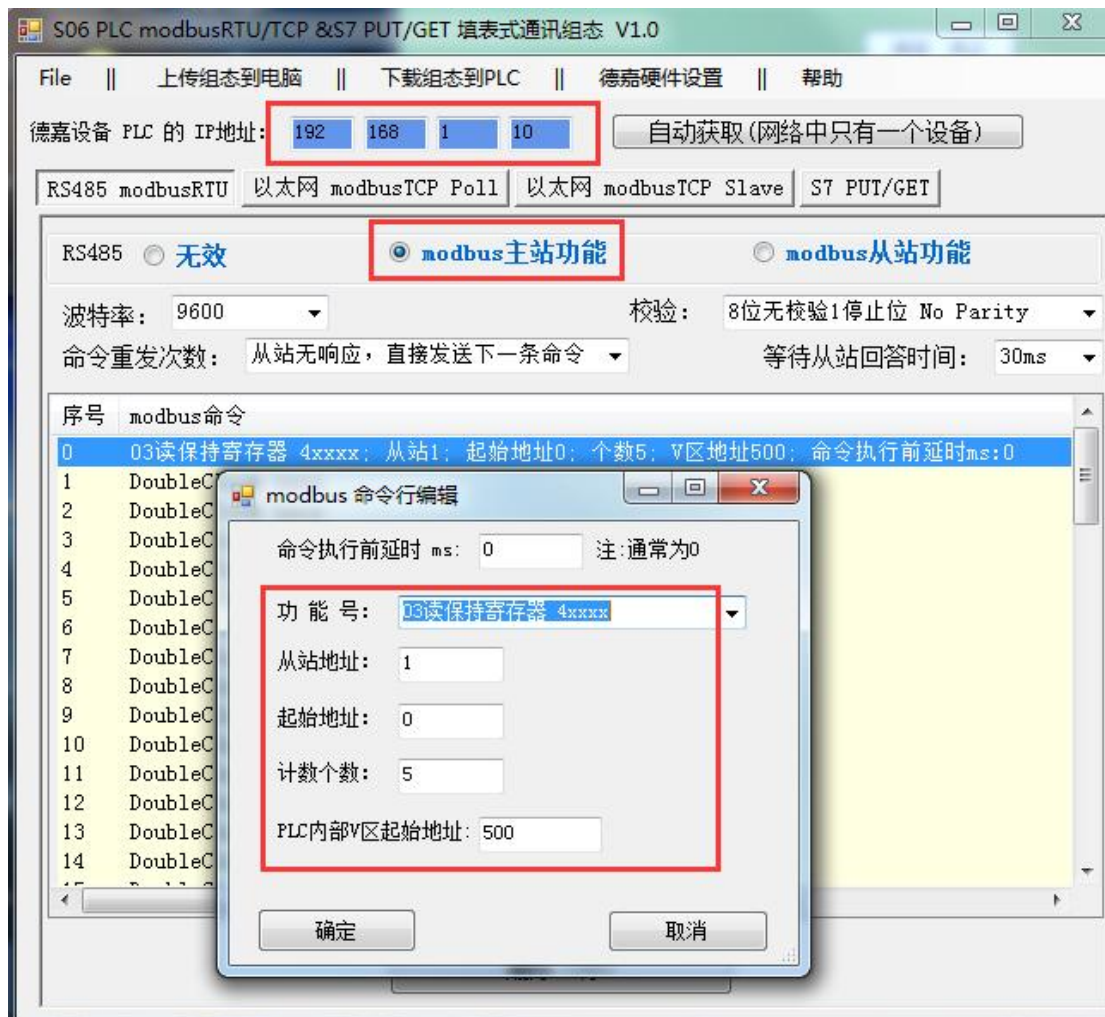 S06 PLC modbusRTU/TCP &S7 PUT/GET 填表式通讯组态 V1.0
File || 上传组态到电脑 || 下载组态到PLC || 德嘉硬件设置 || 帮助
德嘉设备 PLC 的 IP地址: 192 168 1 10 自动获取(网络中只有一个设备)
RS485 modbusRTU 以太网 modbusTCP Poll 以太网 modbusTCP Slave S7 PUT/GET
RS485 无效 modbus主站功能 modbus从站功能
波特率: 9600 校验: 8位无校验1停止位 No Parity
命令重发次数: 从站无响应，直接发送下一条命令 等待从站回答时间: 30ms
序号 modbus命令
0 03读保持寄存器 4xxxx; 从站1; 起始地址0; 个数5; V区地址500; 命令执行前延时ms:0
1 DoubleC
2 DoubleC
3 DoubleC
4 DoubleC
5 DoubleC
6 DoubleC
7 DoubleC
8 DoubleC
9 DoubleC
10 DoubleC
11 DoubleC
12 DoubleC
13 DoubleC
14 DoubleC
modbus 命令行编辑
命令执行前延时 ms: 0 注:通常为0
功 能 号: 03读保持寄存器 4xxxx
从站地址: 1
起始地址: 0
计数个数: 5
PLC内部V区起始地址: 500
确定 取消